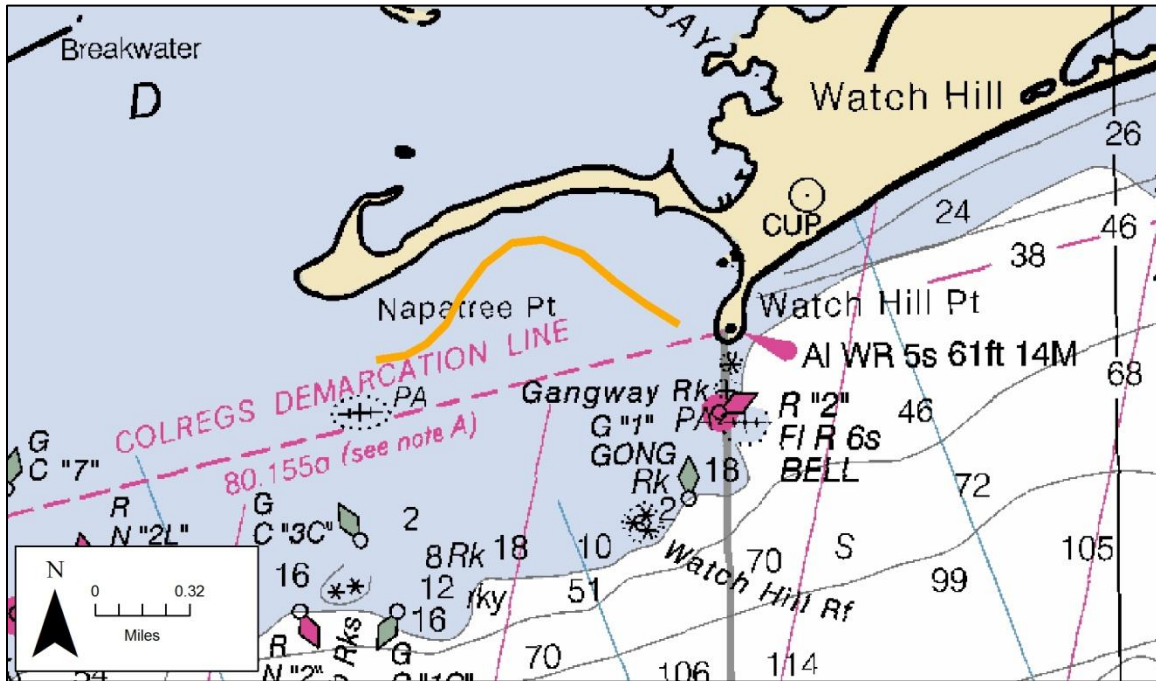 BAY
Breakwater
D
Watch Hill
26
CUP
24
46
38
Napatree Pt
Watch Hill Pt
COLREGS DEMARCATION LINE
Al WR 5s 61ft 14M
68
PA
Gangway Rk
PA
R "2"
Fl R 6s
BELL
46
80.155a (see note A)
G "1"
GONG
Rk
18
G
C "7"
72
R
N "2L"
G
C "3C"
2
2
8 Rk
18
10
Watch Hill Rf
70
S
105
16
12
rky
51
99
16
N
0 0.32
Miles
R
N "2"
Rks
G
70
106
114